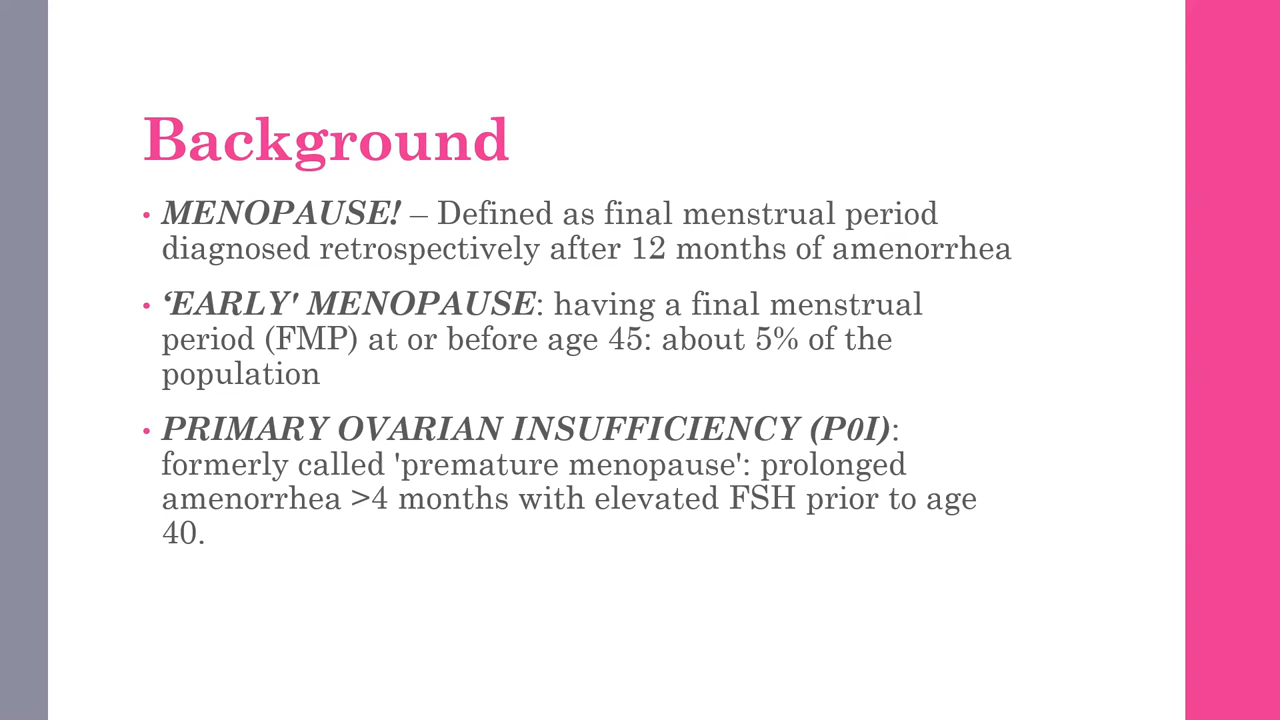 Background
• MENOPAUSE! – Defined as final menstrual period
diagnosed retrospectively after 12 months of amenorrhea
• ‘EARLY' MENOPAUSE: having a final menstrual
period (FMP) at or before age 45: about 5% of the
population
• PRIMARY OVARIAN INSUFFICIENCY (P0I):
formerly called 'premature menopause': prolonged
amenorrhea >4 months with elevated FSH prior to age
40.